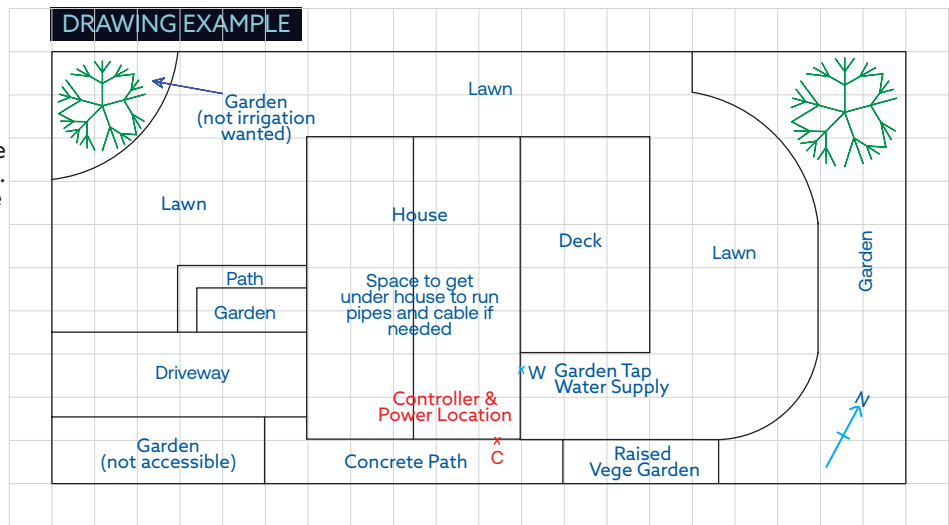 DRAWING EXAMPLE
Lawn
Garden
(not irrigation
wanted)
Lawn
House
Deck
Lawn
Garden
Path
Garden
Space to get
under house to run
pipes and cable if
needed
Driveway
W Garden Tap
Water Supply
Controller &
Power Location
C
N
Garden
(not accessible)
Concrete Path
Raised
Vege Garden